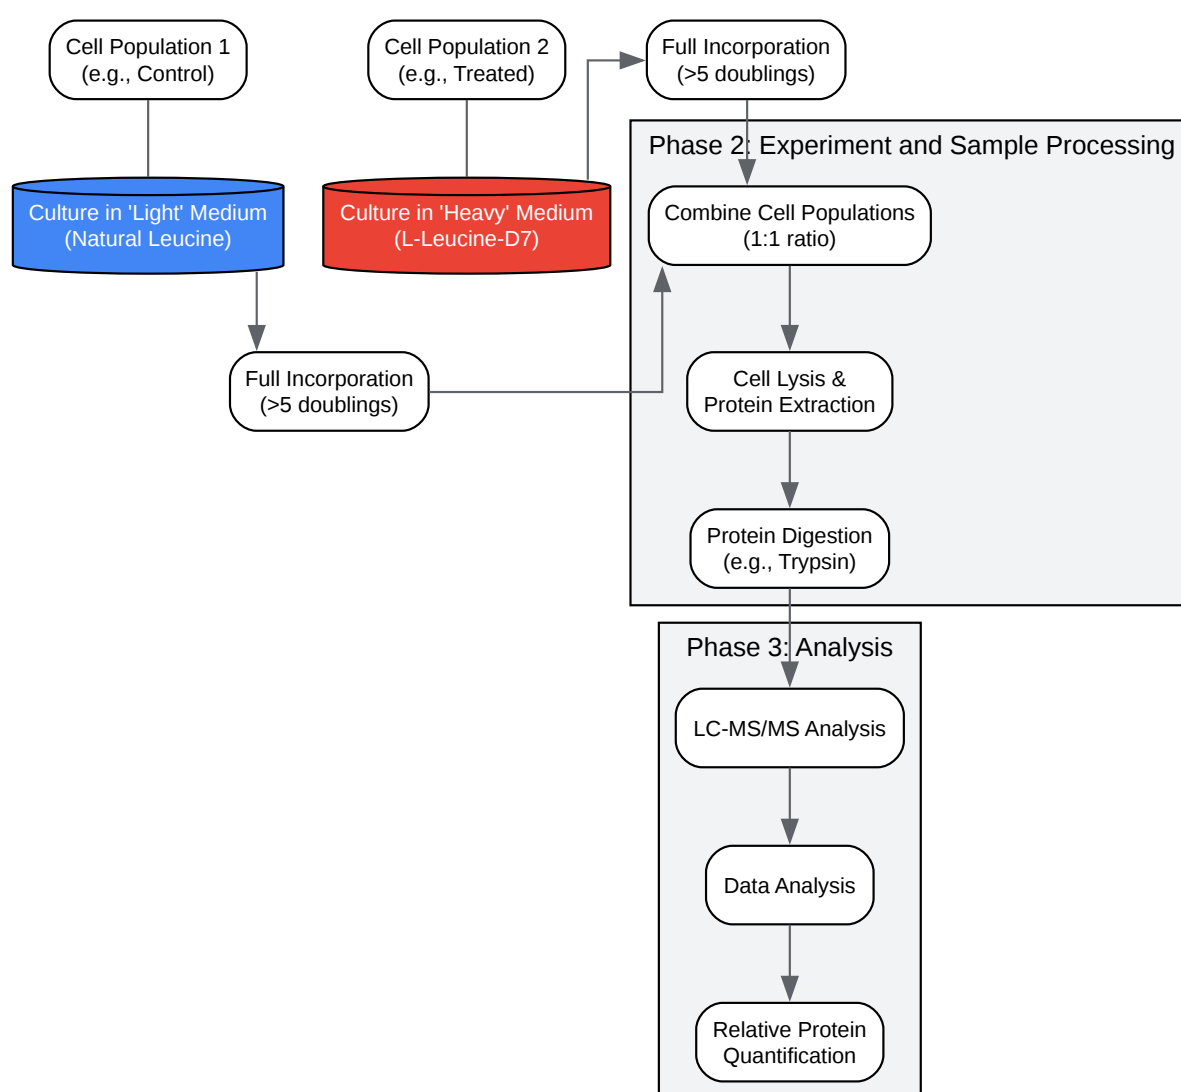 Cell Population 1
(e.g., Control)
Cell Population 2
(e.g., Treated)
Full Incorporation
(>5 doublings)
Phase 2: Experiment and Sample Processing
Culture in 'Light' Medium
(Natural Leucine)
Culture in 'Heavy' Medium
(L-Leucine-D7)
Combine Cell Populations
(1:1 ratio)
Full Incorporation
(>5 doublings)
Cell Lysis &
Protein Extraction
Protein Digestion
(e.g., Trypsin)
Phase 3: Analysis
LC-MS/MS Analysis
Data Analysis
Relative Protein
Quantification